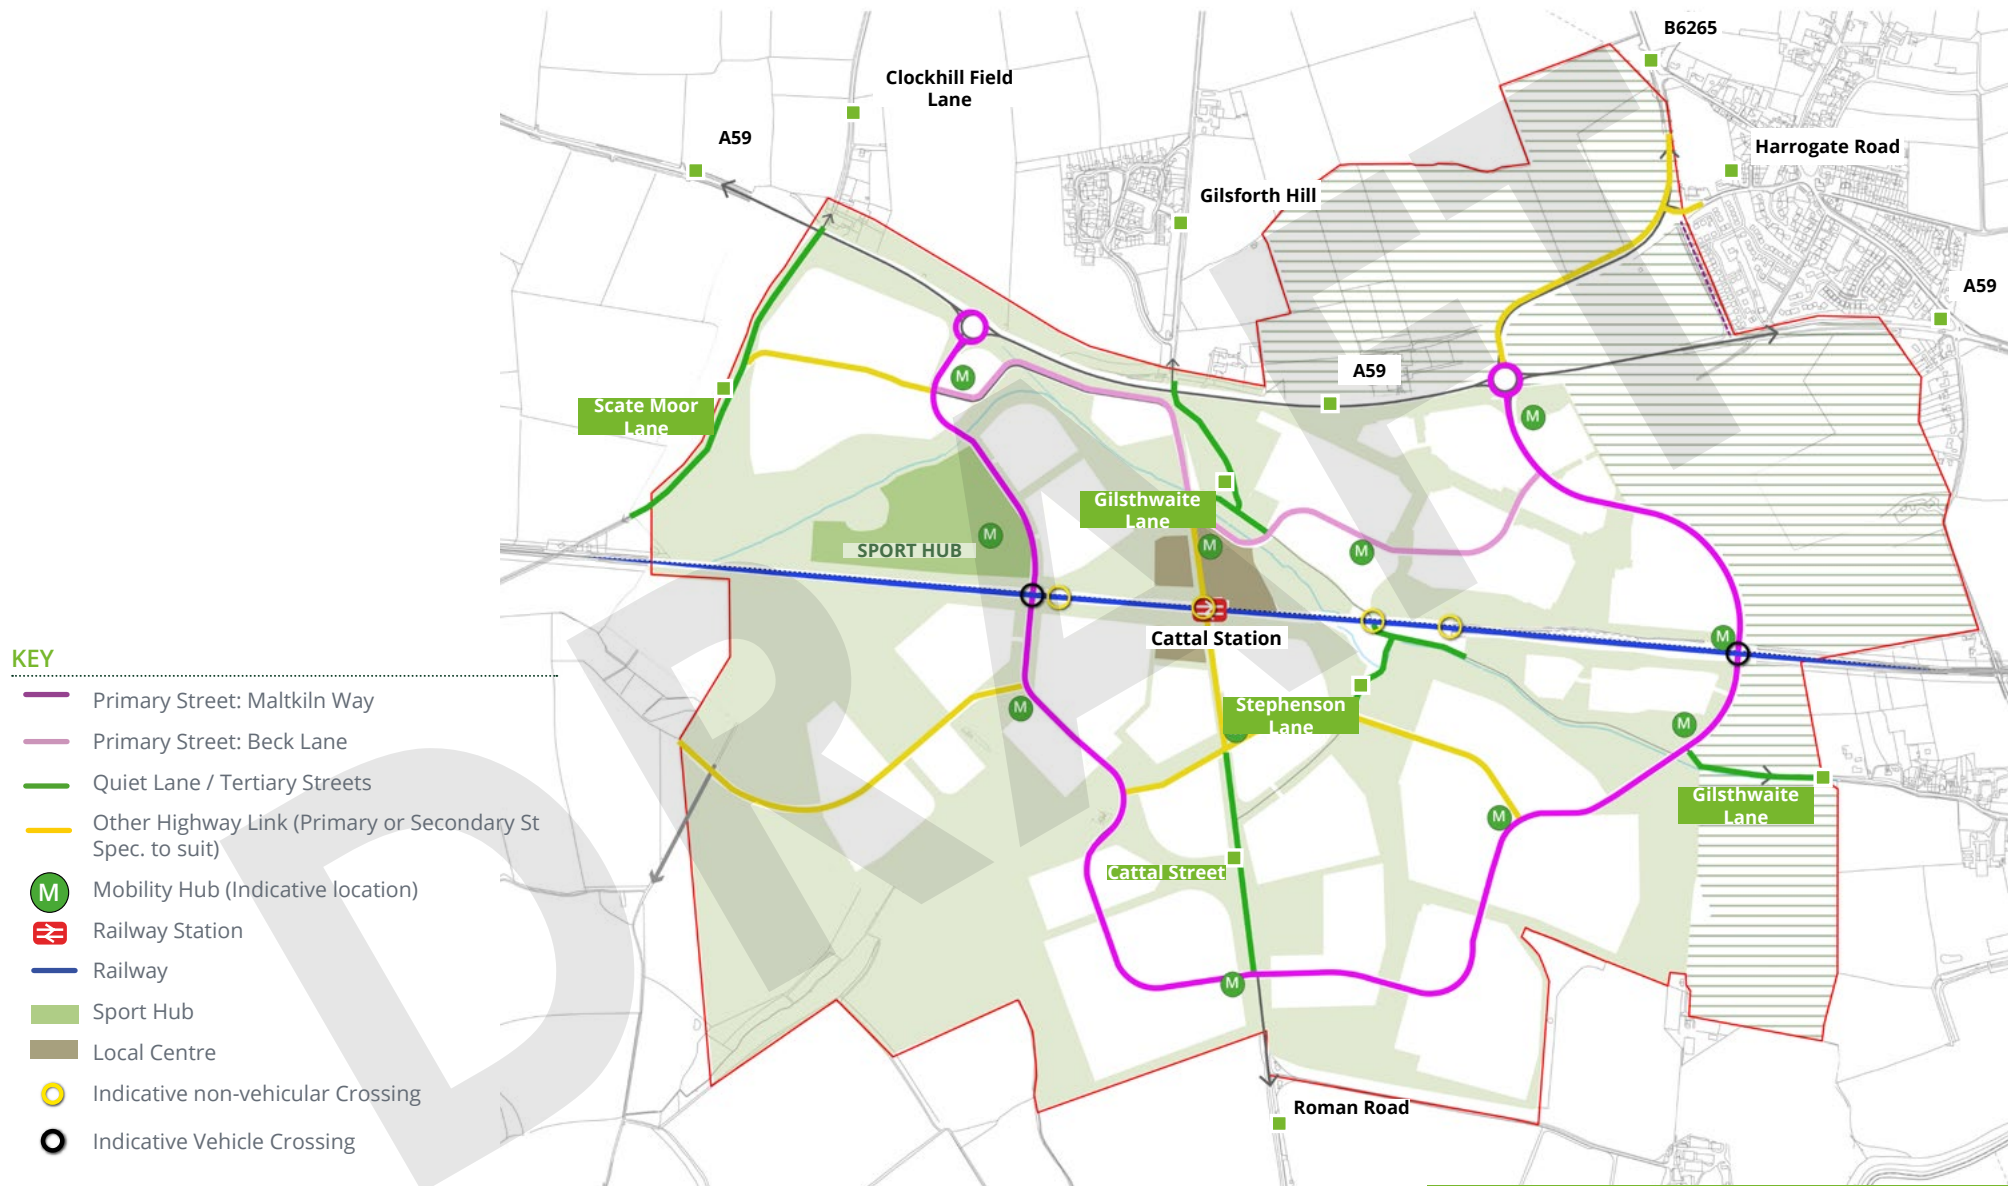 B6265
Clockhill Field
Lane
A59
Harrogate Road
Gilsforth Hill
A59
A59
Scate Moor
Lane
Gilsthwaite
Lane
SPORT HUB
Cattal Station
Stephenson
Lane
Gilsthwaite
Lane
Cattal Street
Roman Road
M
M
M
M
M
M
M
M
M
M
M
DRAFT
KEY
Primary Street: Maltkiln Way
Primary Street: Beck Lane
Quiet Lane / Tertiary Streets
Other Highway Link (Primary or Secondary St
Spec. to suit)
M Mobility Hub (Indicative location)
Railway Station
Railway
Sport Hub
Local Centre
Indicative non-vehicular Crossing
Indicative Vehicle Crossing